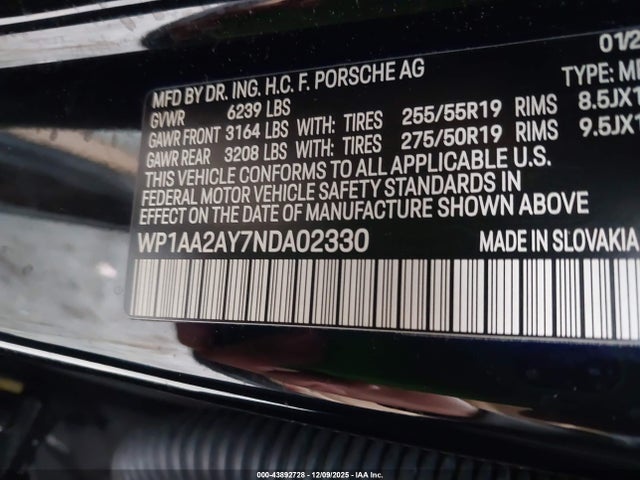 MFD BY DR. ING. H.C. F. PORSCHE AG 01/2
GVWR 6239 LBS TYPE: M
GAWR FRONT 3164 LBS WITH: TIRES 255/55R19 RIMS 8.5JX1
GAWR REAR 3208 LBS WITH: TIRES 275/50R19 RIMS 9.5JX1
THIS VEHICLE CONFORMS TO ALL APPLICABLE U.S.
FEDERAL MOTOR VEHICLE SAFETY STANDARDS IN
EFFECT ON THE DATE OF MANUFACTURE SHOWN ABOVE
WP1AA2AY7NDA02330 MADE IN SLOVAKIA
000-43892728 - 12/09/2025 - IAA Inc.